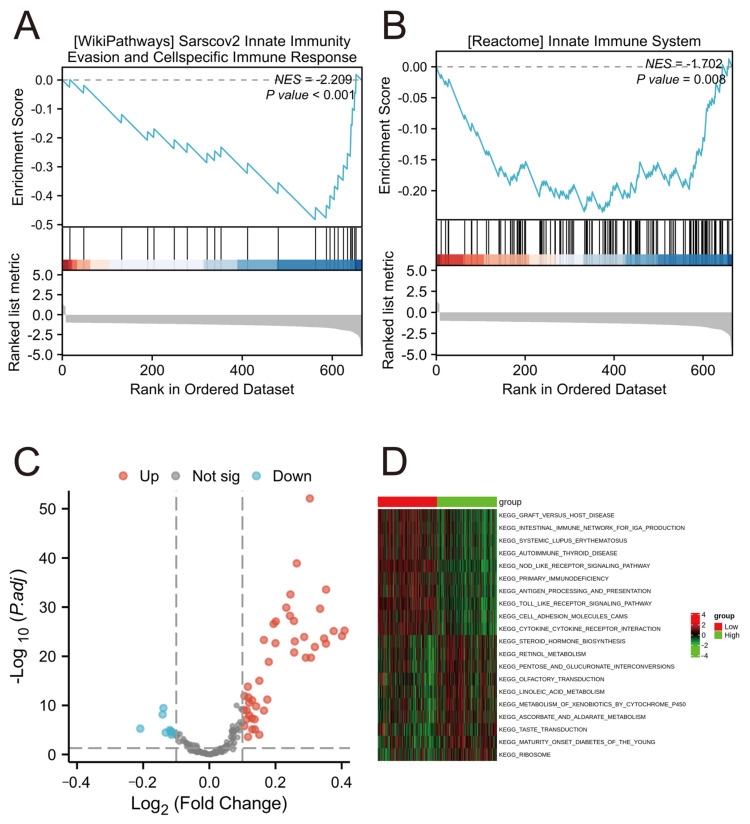 A
[WikiPathways] Sarscov2 Innate Immunity
Evasion and Cellspecific Immune Response
NES = -2.209
P value < 0.001
Enrichment Score
0.0
-0.1
-0.2
-0.3
-0.4
-0.5
Ranked list metric
5.0
2.5
0.0
-2.5
-5.0
0 200 400 600
Rank in Ordered Dataset
B
[Reactome] Innate Immune System
NES = -1.702
P value = 0.008
Enrichment Score
0.00
-0.05
-0.10
-0.15
-0.20
Ranked list metric
5.0
2.5
0.0
-2.5
-5.0
0 200 400 600
Rank in Ordered Dataset
C
Up Not sig Down
-Log10 (P.adj)
50
40
30
20
10
0
−0.4 −0.2 0.0 0.2 0.4
Log2 (Fold Change)
D
group
KEGG_GRAFT_VERSUS_HOST_DISEASE
KEGG_INTESTINAL_IMMUNE_NETWORK_FOR_IGA_PRODUCTION
KEGG_SYSTEMIC_LUPUS_ERYTHEMATOSUS
KEGG_AUTOIMMUNE_THYROID_DISEASE
KEGG_NOD_LIKE_RECEPTOR_SIGNALING_PATHWAY
KEGG_PRIMARY_IMMUNODEFICIENCY
KEGG_ANTIGEN_PROCESSING_AND_PRESENTATION
KEGG_TOLL_LIKE_RECEPTOR_SIGNALING_PATHWAY
KEGG_CELL_ADHESION_MOLECULES_CAMS
KEGG_CYTOKINE_CYTOKINE_RECEPTOR_INTERACTION
KEGG_STEROID_HORMONE_BIOSYNTHESIS
KEGG_RETINOL_METABOLISM
KEGG_PENTOSE_AND_GLUCURONATE_INTERCONVERSIONS
KEGG_OLFACTORY_TRANSDUCTION
KEGG_LINOLEIC_ACID_METABOLISM
KEGG_METABOLISM_OF_XENOBIOTICS_BY_CYTOCHROME_P450
KEGG_ASCORBATE_AND_ALDARATE_METABOLISM
KEGG_TASTE_TRANSDUCTION
KEGG_MATURITY_ONSET_DIABETES_OF_THE_YOUNG
KEGG_RIBOSOME
4
2
0
-2
-4
group
Low
High